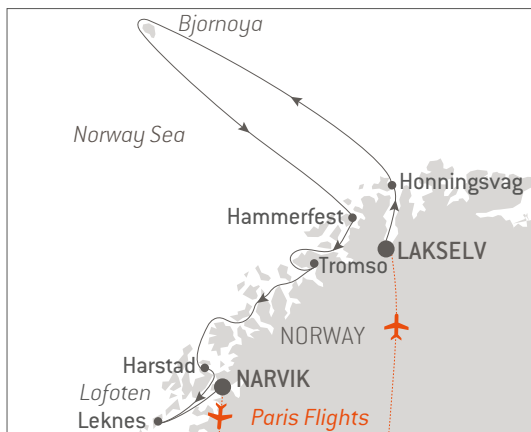 Bjornoya
Norway Sea
Honningsvag
Hammerfest
LAKSELV
Tromso
NORWAY
Harstad
NARVIK
Lofoten
Leknes
Paris Flights